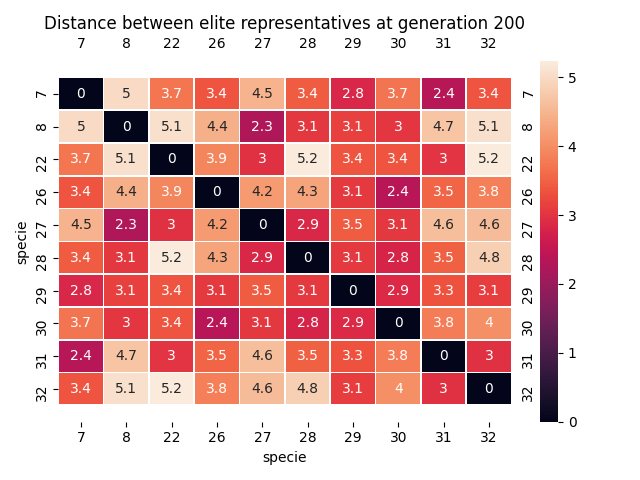 Distance between elite representatives at generation 200
7 8 22 26 27 28 29 30 31 32
7 0 5 3.7 3.4 4.5 3.4 2.8 3.7 2.4 3.4 7
8 5 0 5.1 4.4 2.3 3.1 3.1 3 4.7 5.1 8
22 3.7 5.1 0 3.9 3 5.2 3.4 3.4 3 5.2 22
26 3.4 4.4 3.9 0 4.2 4.3 3.1 2.4 3.5 3.8 26
27 4.5 2.3 3 4.2 0 2.9 3.5 3.1 4.6 4.6 27
28 3.4 3.1 5.2 4.3 2.9 0 3.1 2.8 3.5 4.8 28
29 2.8 3.1 3.4 3.1 3.5 3.1 0 2.9 3.3 3.1 29
30 3.7 3 3.4 2.4 3.1 2.8 2.9 0 3.8 4 30
31 2.4 4.7 3 3.5 4.6 3.5 3.3 3.8 0 3 31
32 3.4 5.1 5.2 3.8 4.6 4.8 3.1 4 3 0 32
7 8 22 26 27 28 29 30 31 32
specie
specie
5
4
3
2
1
0